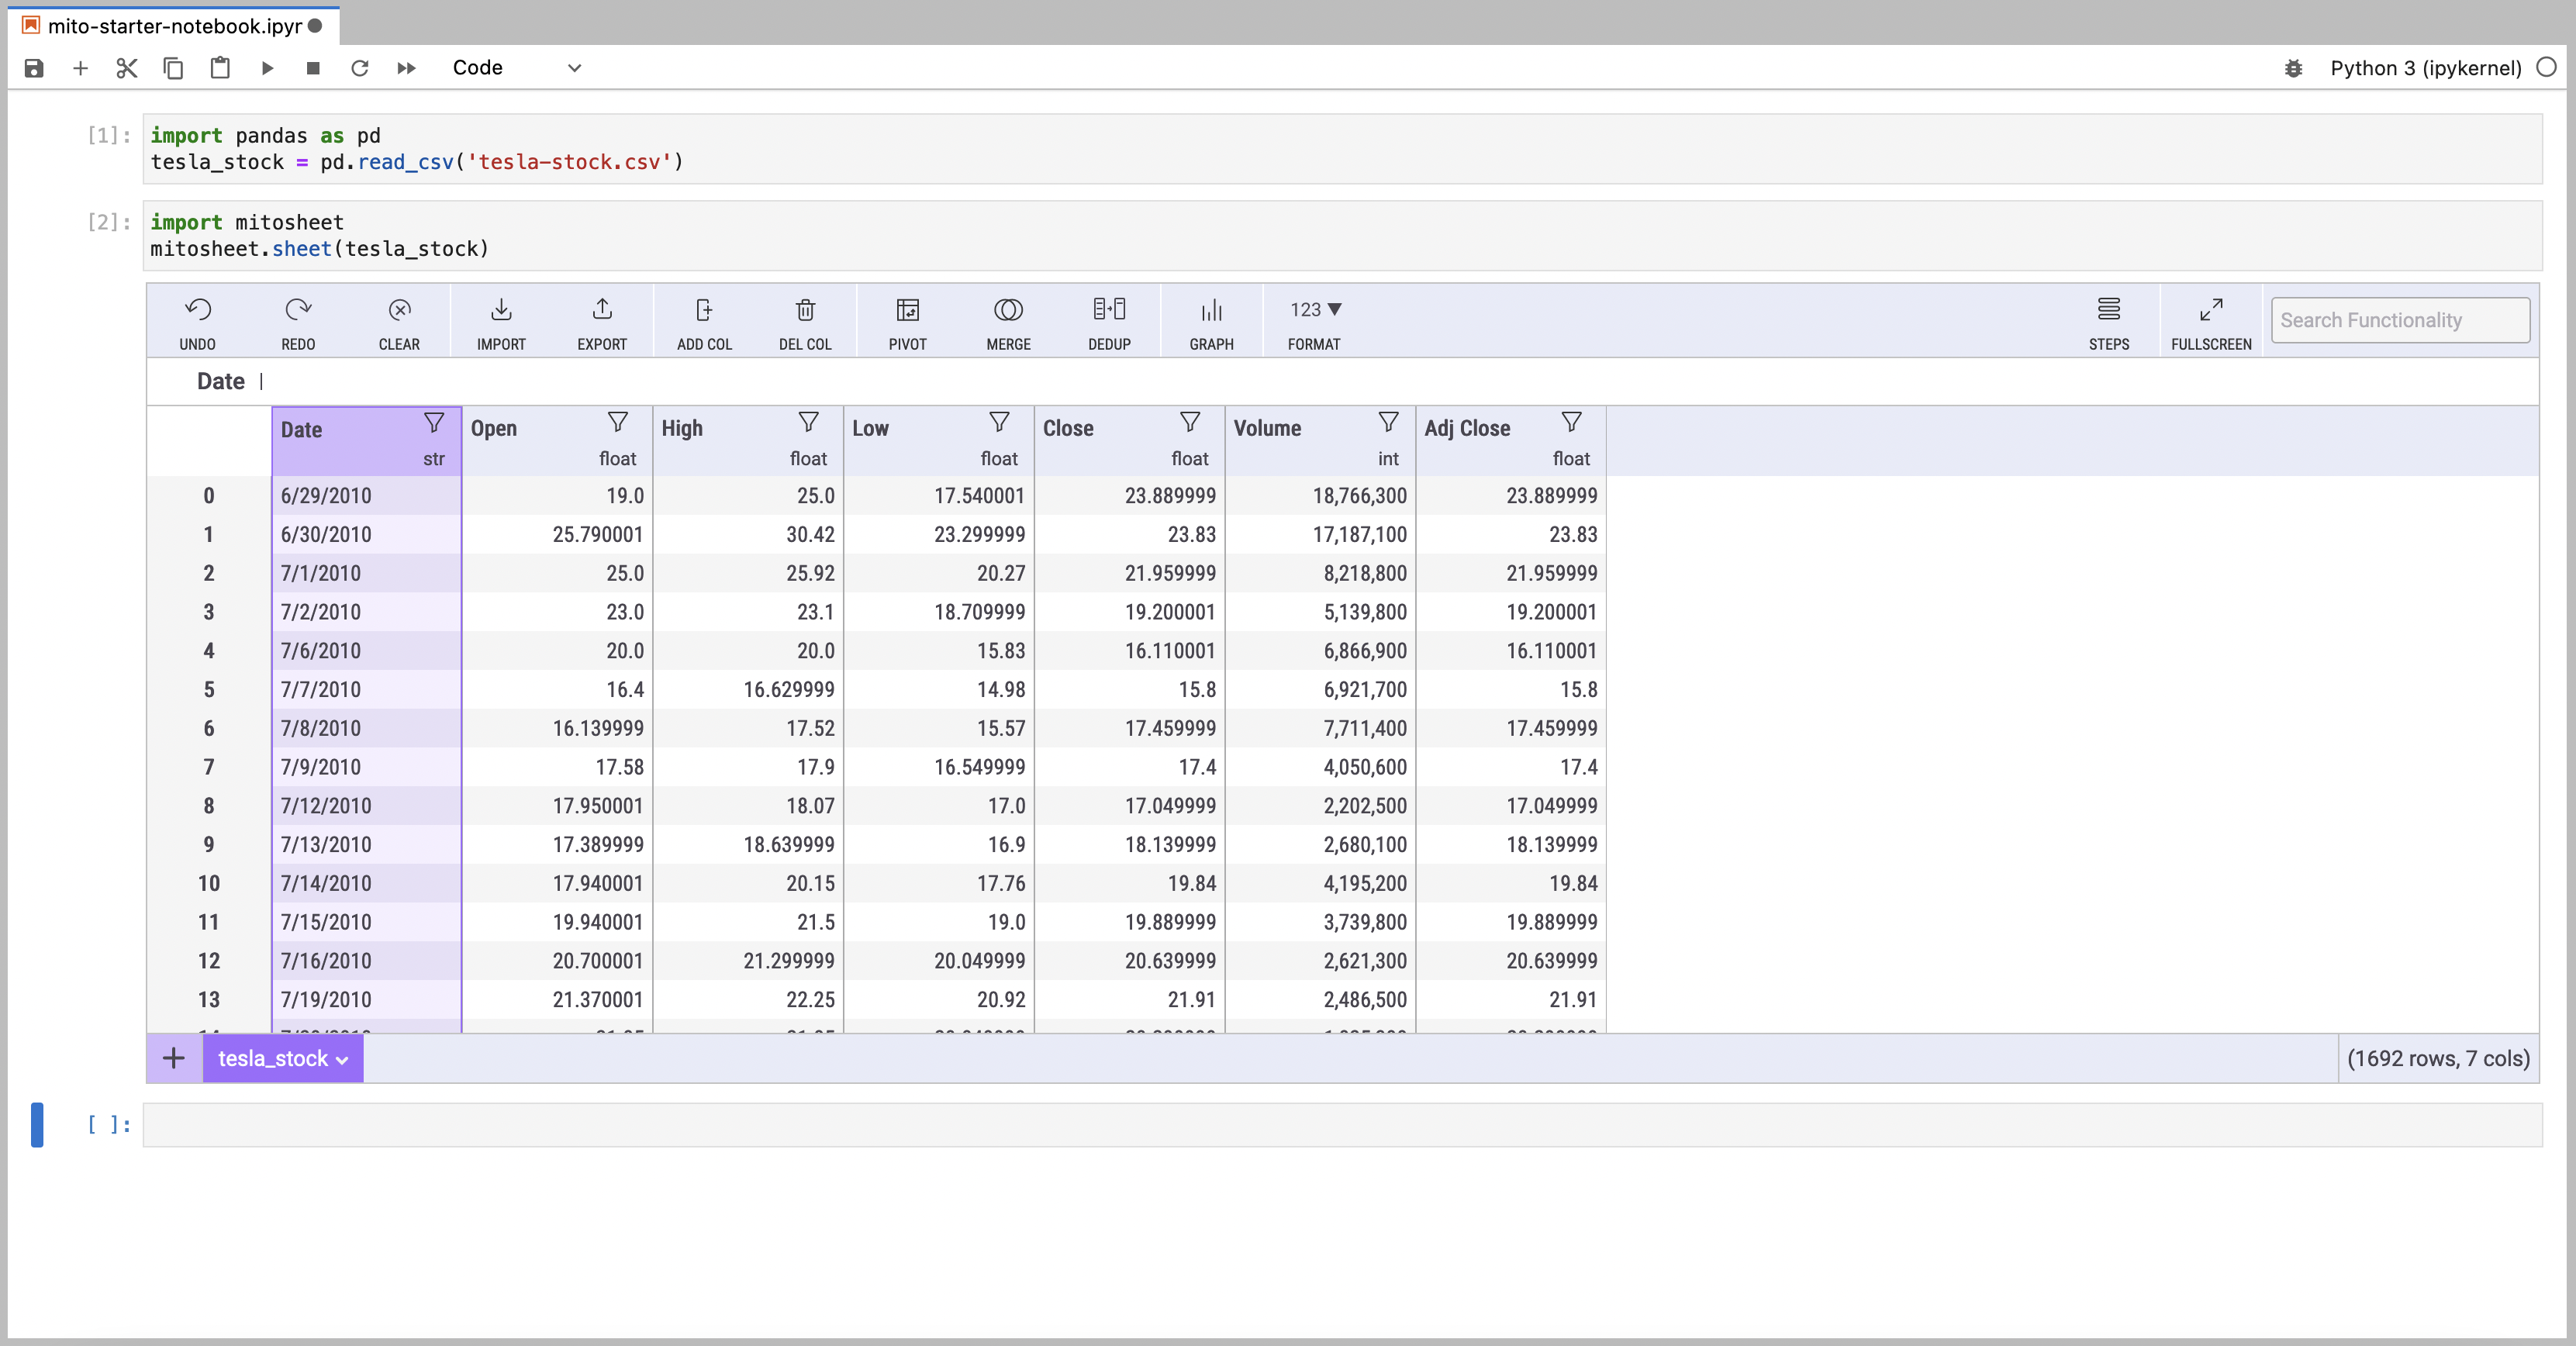 mito-starter-notebook.ipyr
Code
Python 3 (ipykernel)
[1]: import pandas as pd
tesla_stock = pd.read_csv('tesla-stock.csv')
[2]: import mitosheet
mitosheet.sheet(tesla_stock)
123
Search Functionality
UNDO REDO CLEAR IMPORT EXPORT ADD COL DEL COL PIVOT MERGE DEDUP GRAPH FORMAT STEPS FULLSCREEN
Date
Date Open High Low Close Volume Adj Close
str float float float float int float
0 6/29/2010 19.0 25.0 17.540001 23.889999 18,766,300 23.889999
1 6/30/2010 25.790001 30.42 23.299999 23.83 17,187,100 23.83
2 7/1/2010 25.0 25.92 20.27 21.959999 8,218,800 21.959999
3 7/2/2010 23.0 23.1 18.709999 19.200001 5,139,800 19.200001
4 7/6/2010 20.0 20.0 15.83 16.110001 6,866,900 16.110001
5 7/7/2010 16.4 16.629999 14.98 15.8 6,921,700 15.8
6 7/8/2010 16.139999 17.52 15.57 17.459999 7,711,400 17.459999
7 7/9/2010 17.58 17.9 16.549999 17.4 4,050,600 17.4
8 7/12/2010 17.950001 18.07 17.0 17.049999 2,202,500 17.049999
9 7/13/2010 17.389999 18.639999 16.9 18.139999 2,680,100 18.139999
10 7/14/2010 17.940001 20.15 17.76 19.84 4,195,200 19.84
11 7/15/2010 19.940001 21.5 19.0 19.889999 3,739,800 19.889999
12 7/16/2010 20.700001 21.299999 20.049999 20.639999 2,621,300 20.639999
13 7/19/2010 21.370001 22.25 20.92 21.91 2,486,500 21.91
+ tesla_stock
(1692 rows, 7 cols)
[ ]: